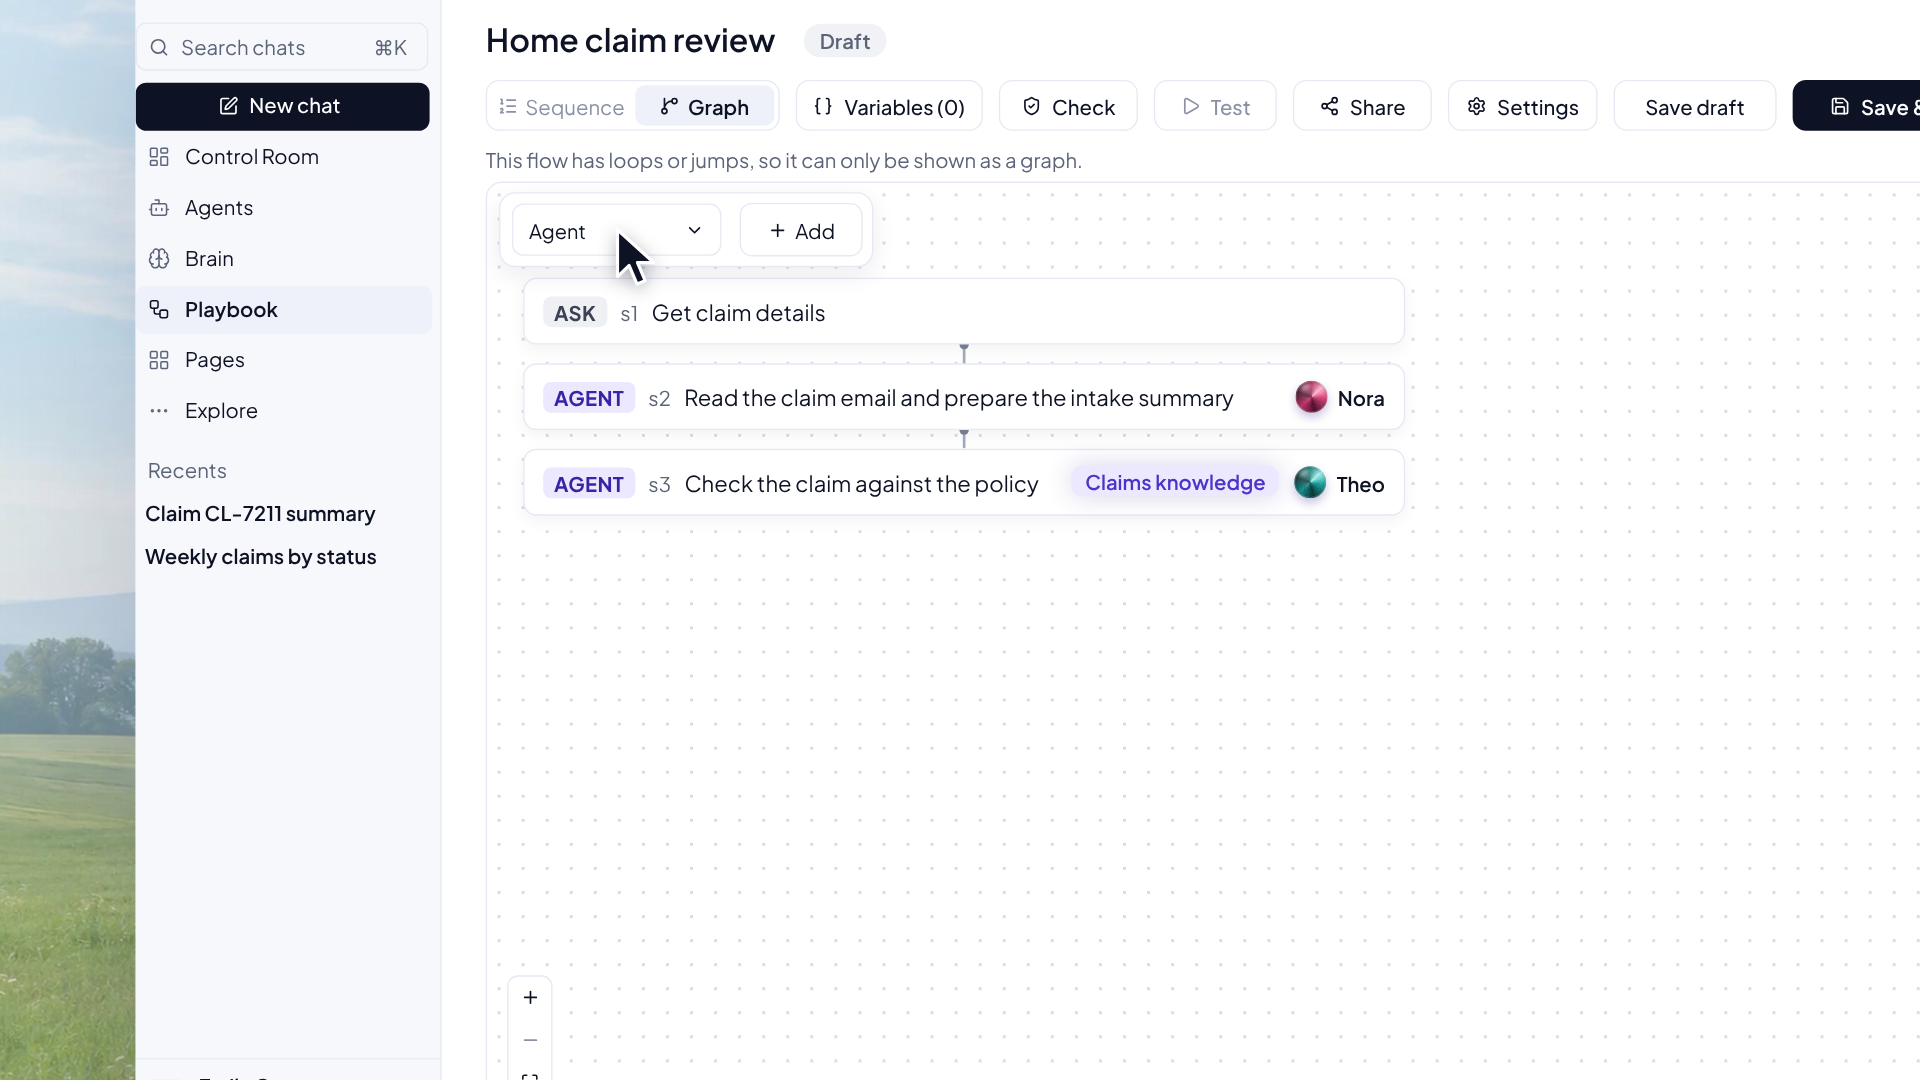 Search chats ⌘K
New chat
Control Room
Agents
Brain
Playbook
Pages
Explore
Recents
Claim CL-7211 summary
Weekly claims by status
Home claim review Draft
Sequence Graph {} Variables (0) Check Test Share Settings Save draft Save &
This flow has loops or jumps, so it can only be shown as a graph.
Agent + Add
ASK s1 Get claim details
AGENT s2 Read the claim email and prepare the intake summary Nora
AGENT s3 Check the claim against the policy Claims knowledge Theo